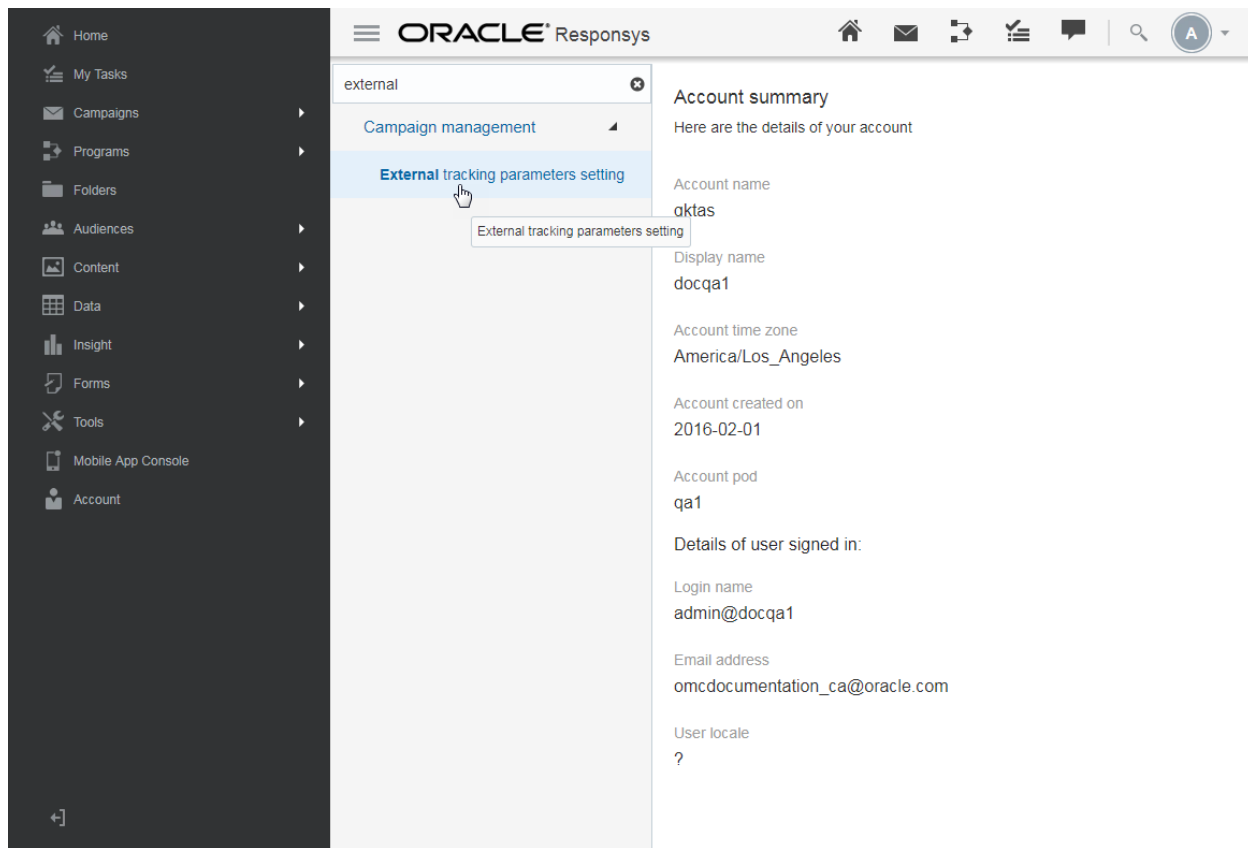 Home
My Tasks
Campaigns
Programs
Folders
Audiences
Content
Data
Insight
Forms
Tools
Mobile App Console
Account
ORACLE® Responsys
A
external
Campaign management
External tracking parameters setting
External tracking parameters setting
Account summary
Here are the details of your account
Account name
qktas
Display name
docqa1
Account time zone
America/Los_Angeles
Account created on
2016-02-01
Account pod
qa1
Details of user signed in:
Login name
admin@docqa1
Email address
omcdocumentation_ca@oracle.com
User locale
?